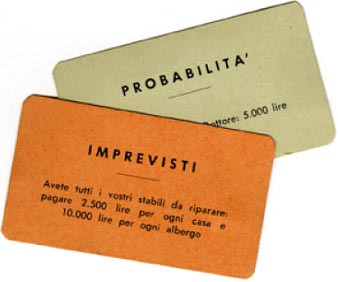 PROBABILITA'
Dottore: 5.000 lire
IMPREVISTI
Avete tutti i vostri stabili da riparare:
pagare 2.500 lire per ogni casa e
10.000 lire per ogni albergo